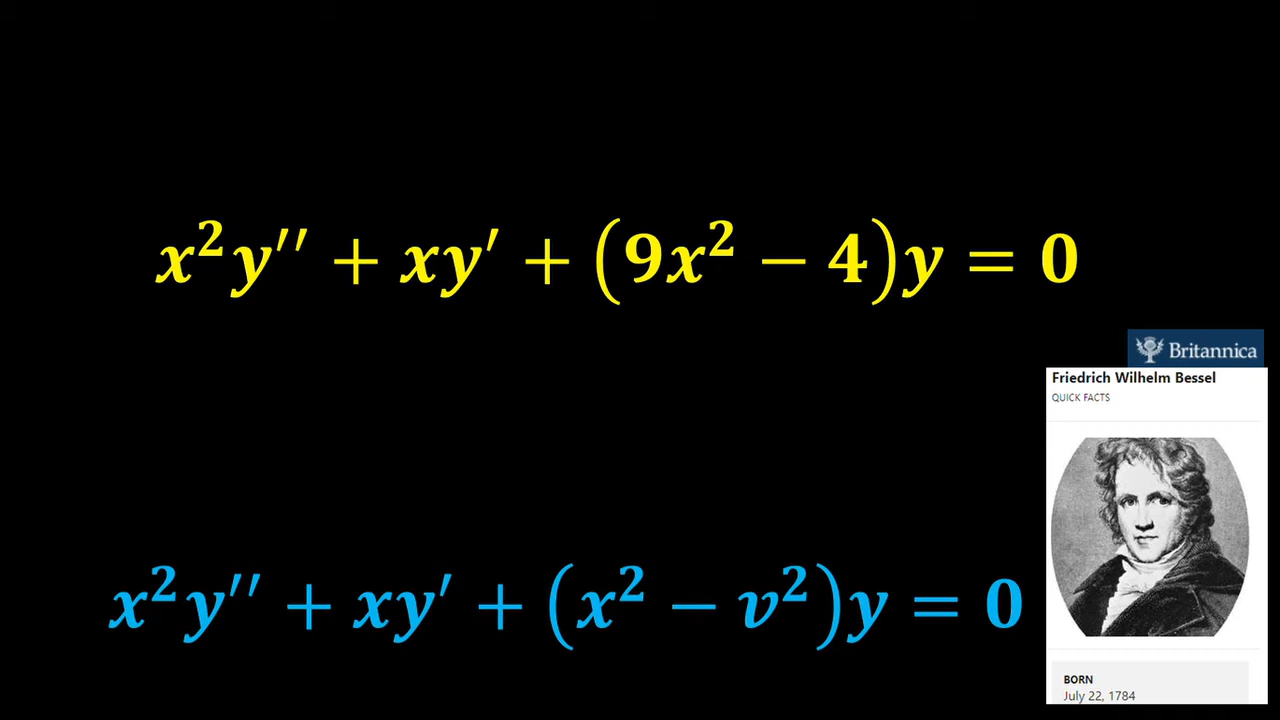 x²y′′ + xy′ + (9x² − 4)y = 0
Britannica
Friedrich Wilhelm Bessel
QUICK FACTS
x²y′′ + xy′ + (x² − v²)y = 0
BORN
July 22, 1784